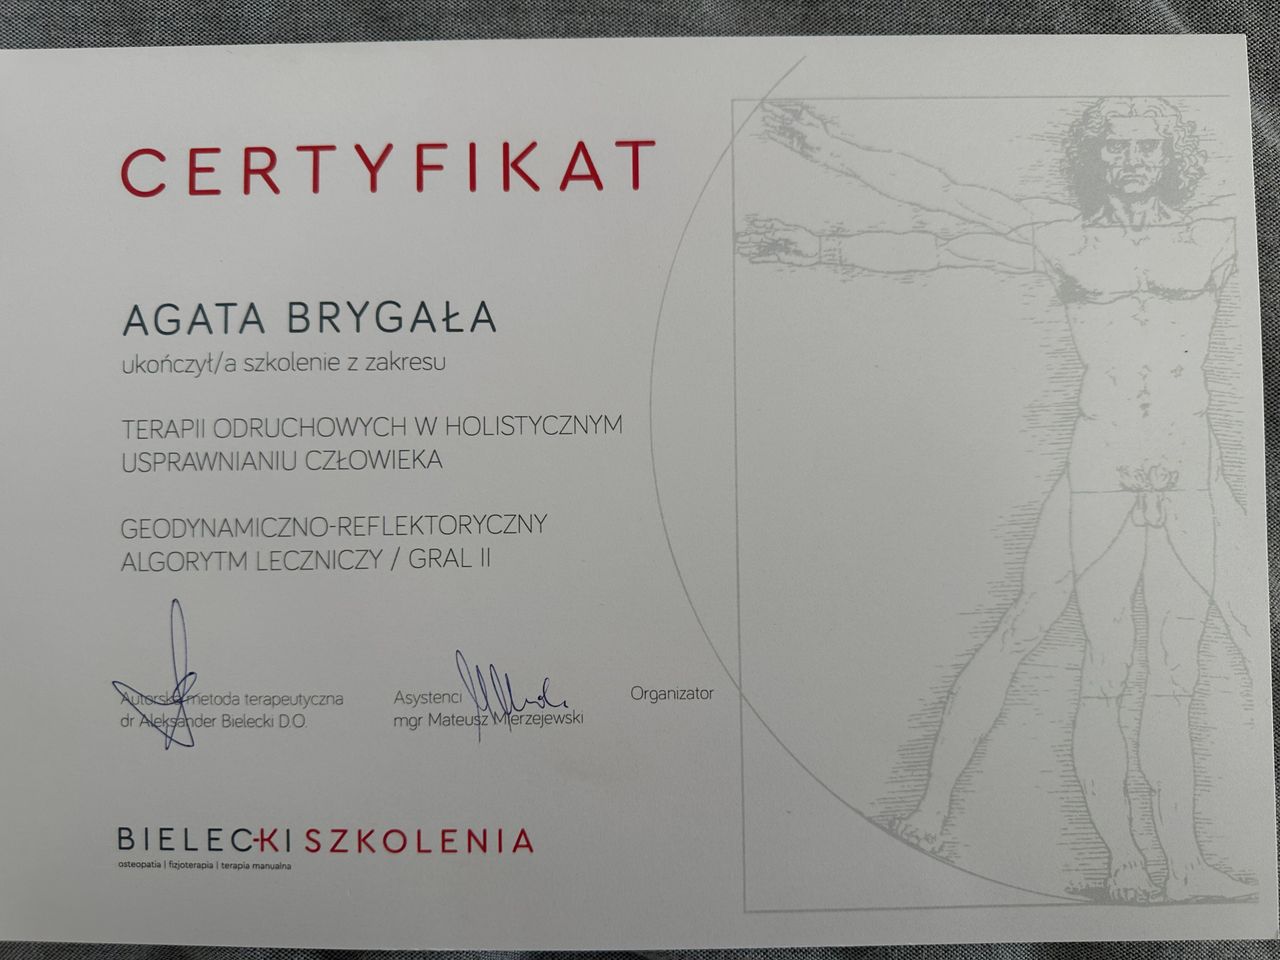 CERTYFIKAT
AGATA BRYGAŁA
ukończył/a szkolenie z zakresu
TERAPII ODRUCHOWYCH W HOLISTYCZNYM
USPRAWNIANIU CZŁOWIEKA
GEODYNAMICZNO-REFLEKTORYCZNY
ALGORYTM LECZNICZY / GRAL II
Autorska metoda terapeutyczna
dr Aleksander Bielecki D.O.
Asystenci
mgr Mateusz Mierzejewski
Organizator
BIELECKI SZKOLENIA
osteopatia | fizjoterapia | terapia manualna